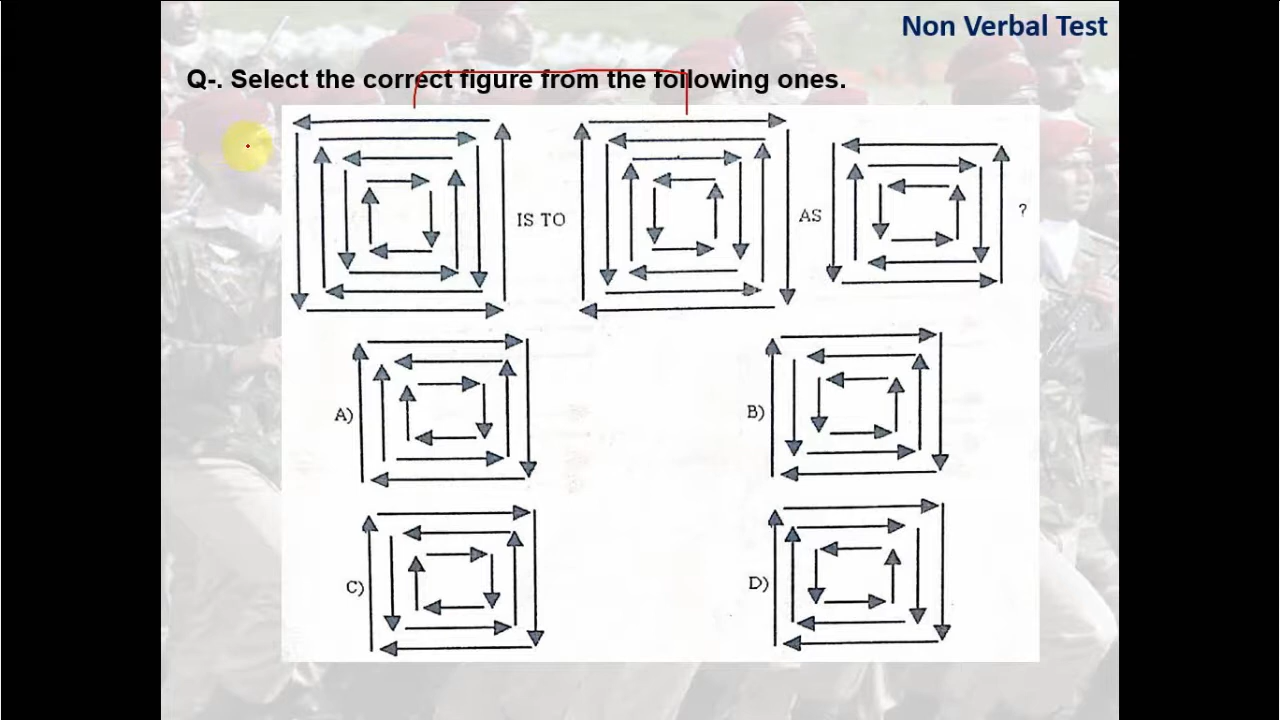 Non Verbal Test
Q-. Select the correct figure from the following ones.
IS TO
AS
?
A)
B)
C)
D)